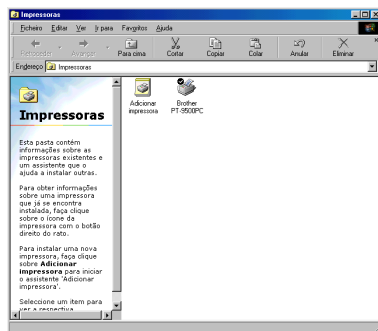 Impressoras
Ficheiro Editar Ver Ir para Favoritos Ajuda
Retroceder Avançar Para cima Cortar Copiar Colar Anular Eliminar
Endereço Impressoras
Impressoras
Esta pasta contém
informações sobre as
impressoras existentes e
um assistente que o
ajuda a instalar outras.
Para obter informações
sobre uma impressora
que já se encontra
instalada, faça clique
sobre o ícone da
impressora com o botão
direito do rato.
Para instalar uma nova
impressora, faça clique
sobre Adicionar
impressora para iniciar
o assistente 'Adicionar
impressora'.
Seleccione um item para
ver a respectiva
Adicionar
impressora
Brother
PT-9500PC